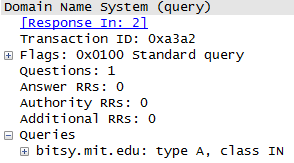 Domain Name System (query)
[Response In: 2]
Transaction ID: 0xa3a2
Flags: 0x0100 Standard query
Questions: 1
Answer RRs: 0
Authority RRs: 0
Additional RRs: 0
Queries
bitsy.mit.edu: type A, class IN